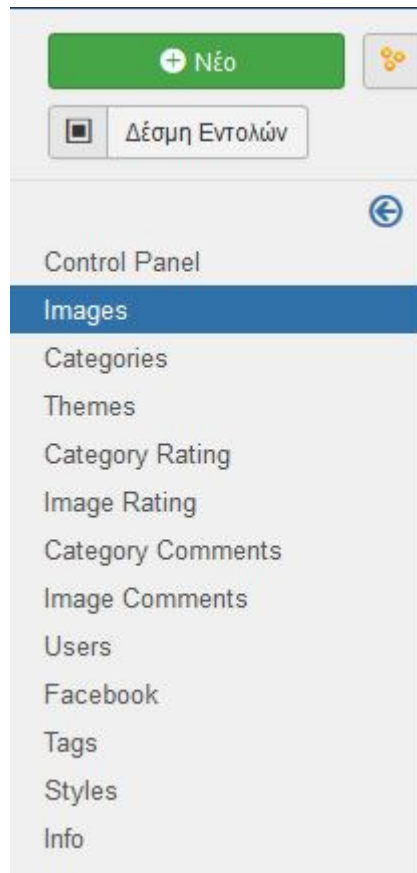 Νέο
Δέσμη Εντολών
Control Panel
Images
Categories
Themes
Category Rating
Image Rating
Category Comments
Image Comments
Users
Facebook
Tags
Styles
Info